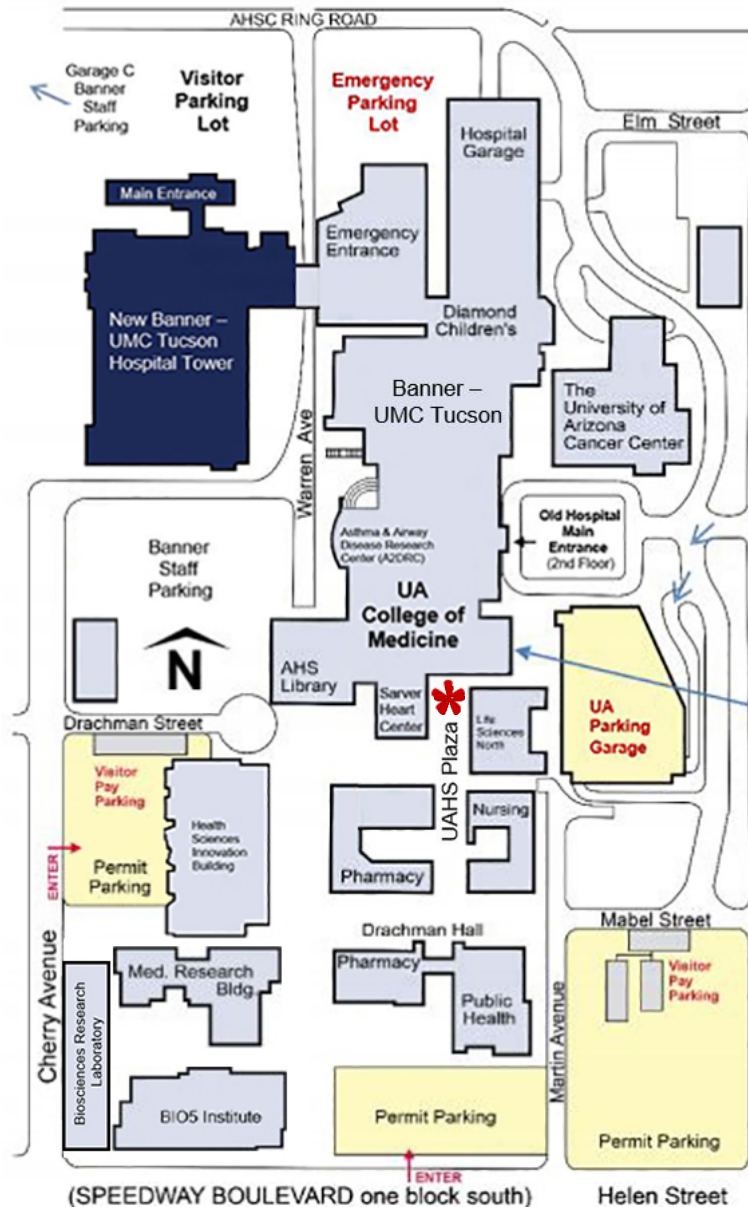 AHSC RING ROAD
Garage C
Banner
Staff
Parking
Visitor
Parking
Lot
Emergency
Parking
Lot
Hospital
Garage
Elm Street
Main Entrance
Emergency
Entrance
New Banner –
UMC Tucson
Hospital Tower
Diamond
Children's
Banner –
UMC Tucson
The
University of
Arizona
Cancer Center
Warren Ave
Old Hospital
Main
Entrance
(2nd Floor)
Asthma & Airway
Disease Research
Center (A2DRC)
Banner
Staff
Parking
UA
College of
Medicine
N
AHS
Library
Sarver
Heart
Center
UAHS Plaza
Life
Sciences
North
UA
Parking
Garage
Drachman Street
Visitor
Pay
Parking
Permit
Parking
ENTER
Health
Sciences
Innovation
Building
Nursing
Pharmacy
Mabel Street
Drachman Hall
Pharmacy
Public
Health
Med. Research
Bldg.
Visitor
Pay
Parking
Cherry Avenue
Biosciences Research
Laboratory
Martin Avenue
BIO5 Institute
Permit Parking
Permit Parking
ENTER
(SPEEDWAY BOULEVARD one block south)
Helen Street